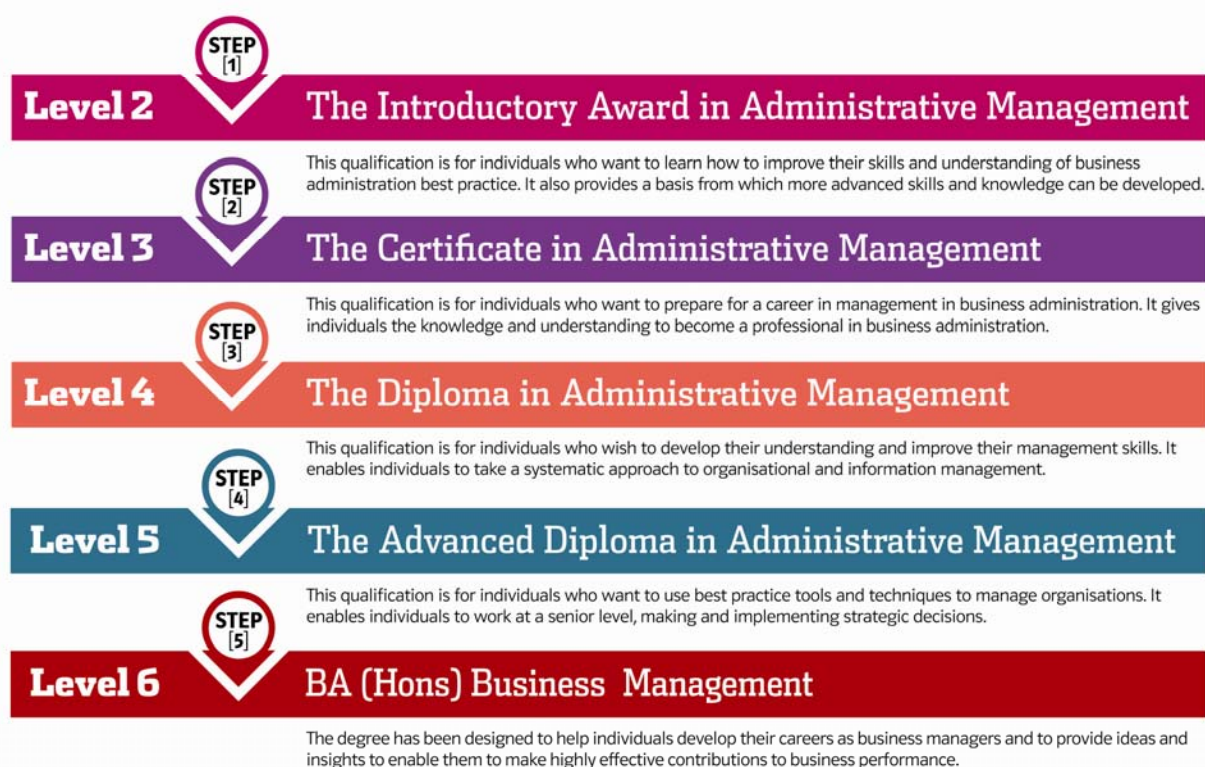 STEP
[1]
Level 2 The Introductory Award in Administrative Management
This qualification is for individuals who want to learn how to improve their skills and understanding of business
administration best practice. It also provides a basis from which more advanced skills and knowledge can be developed.
STEP
[2]
Level 3 The Certificate in Administrative Management
This qualification is for individuals who want to prepare for a career in management in business administration. It gives
individuals the knowledge and understanding to become a professional in business administration.
STEP
[3]
Level 4 The Diploma in Administrative Management
This qualification is for individuals who wish to develop their understanding and improve their management skills. It
enables individuals to take a systematic approach to organisational and information management.
STEP
[4]
Level 5 The Advanced Diploma in Administrative Management
This qualification is for individuals who want to use best practice tools and techniques to manage organisations. It
enables individuals to work at a senior level, making and implementing strategic decisions.
STEP
[5]
Level 6 BA (Hons) Business Management
The degree has been designed to help individuals develop their careers as business managers and to provide ideas and
insights to enable them to make highly effective contributions to business performance.